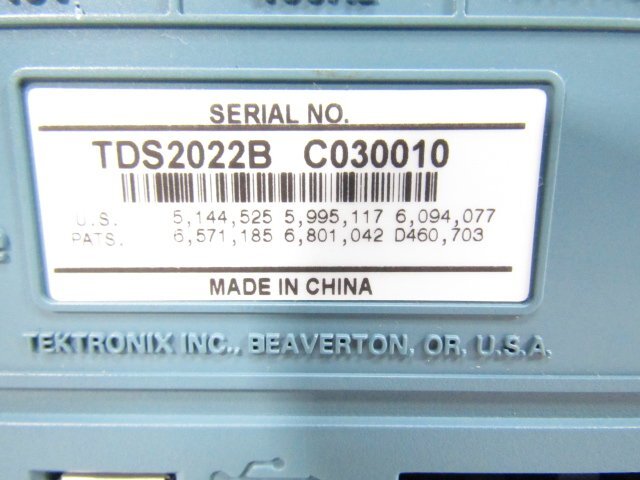 SERIAL NO.
TDS2022B C030010
U.S. 5,144,525 5,995,117 6,094,077
PATS. 6,571,185 6,801,042 D460,703
MADE IN CHINA
TEKTRONIX INC., BEAVERTON, OR, U.S.A.